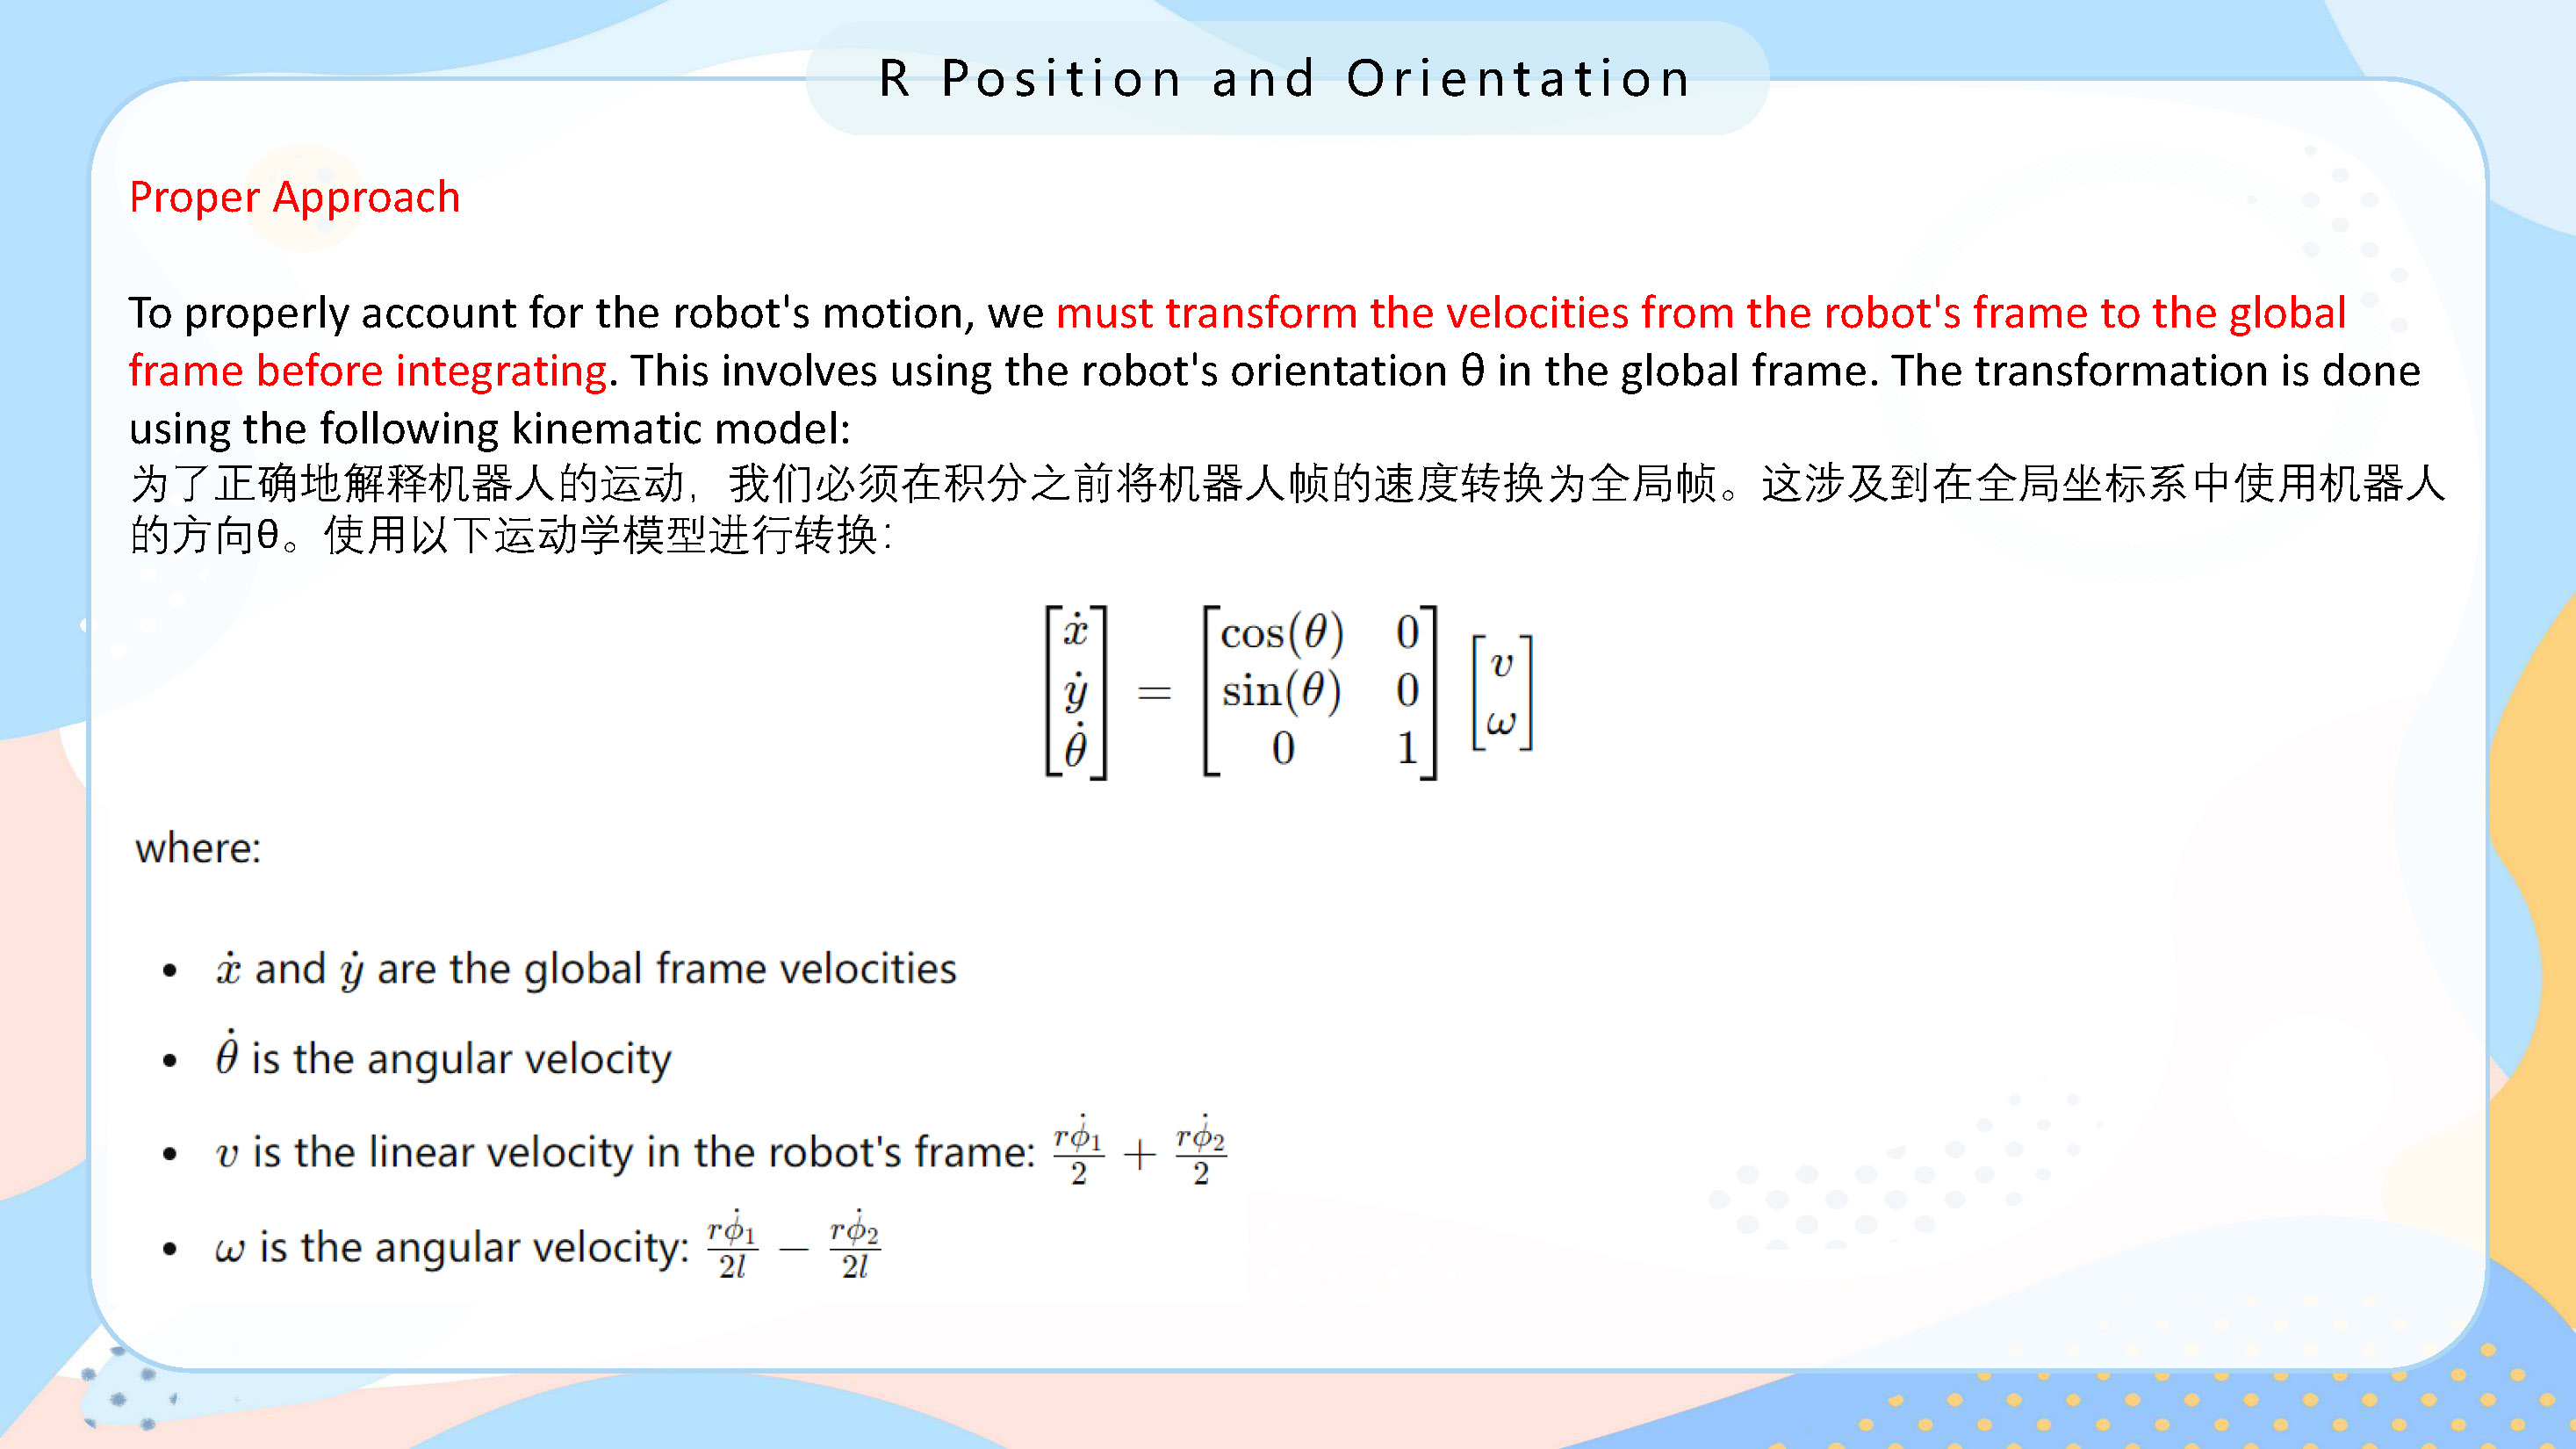 R Position and Orientation
Proper Approach
To properly account for the robot's motion, we must transform the velocities from the robot's frame to the global
frame before integrating. This involves using the robot's orientation θ in the global frame. The transformation is done
using the following kinematic model:
为了正确地解释机器人的运动，我们必须在积分之前将机器人帧的速度转换为全局帧。这涉及到在全局坐标系中使用机器人
的方向θ。使用以下运动学模型进行转换：
\begin{bmatrix} \dot{x} \\ \dot{y} \\ \dot{\theta} \end{bmatrix} = \begin{bmatrix} \cos(\theta) & 0 \\ \sin(\theta) & 0 \\ 0 & 1 \end{bmatrix} \begin{bmatrix} v \\ \omega \end{bmatrix}
where:
• \dot{x} and \dot{y} are the global frame velocities
• \dot{\theta} is the angular velocity
• v is the linear velocity in the robot's frame: \frac{r\dot{\phi}_1}{2} + \frac{r\dot{\phi}_2}{2}
• ω is the angular velocity: \frac{r\dot{\phi}_1}{2l} − \frac{r\dot{\phi}_2}{2l}